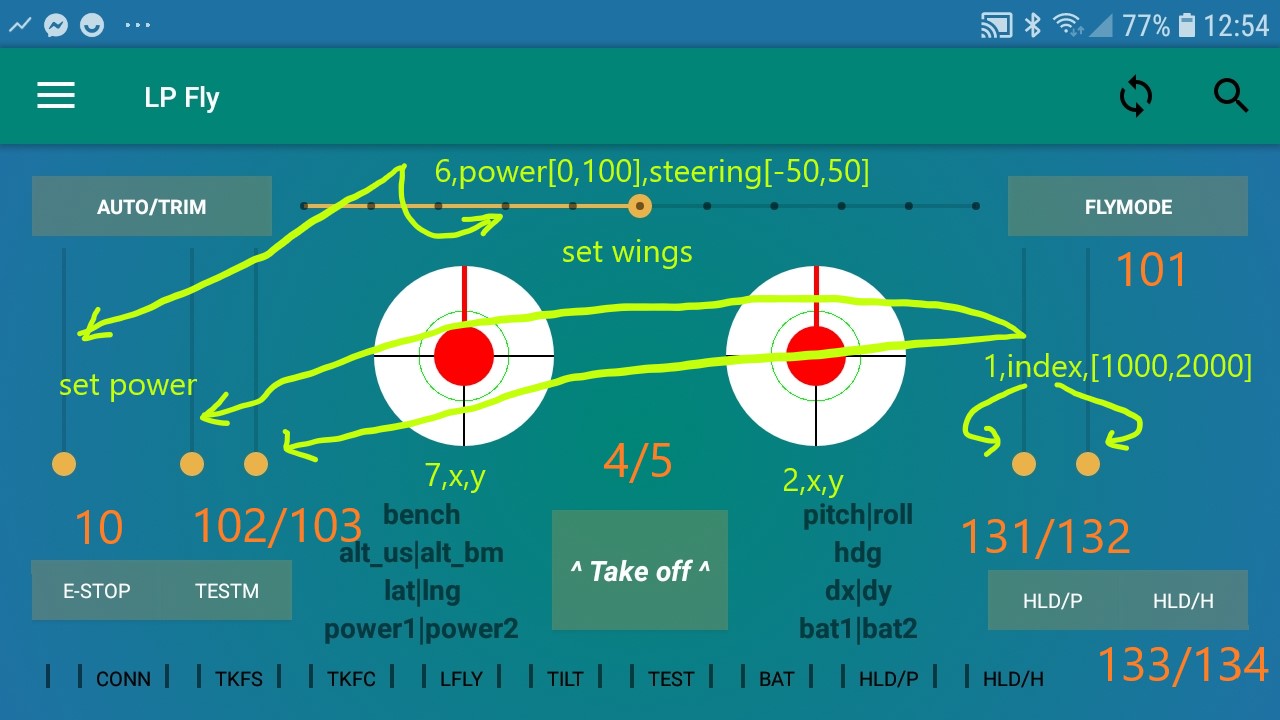 77% 12:54
LP Fly
6,power[0,100],steering[-50,50]
AUTO/TRIM
FLYMODE
set wings
101
1,index,[1000,2000]
set power
4/5
7,x,y
2,x,y
10
102/103
bench
pitch|roll
131/132
alt_us|alt_bm
hdg
^ Take off ^
E-STOP TESTM
lat|lng
dx|dy
HLD/P HLD/H
power1|power2
bat1|bat2
133/134
CONN TKFS TKFC LFLY TILT TEST BAT HLD/P HLD/H